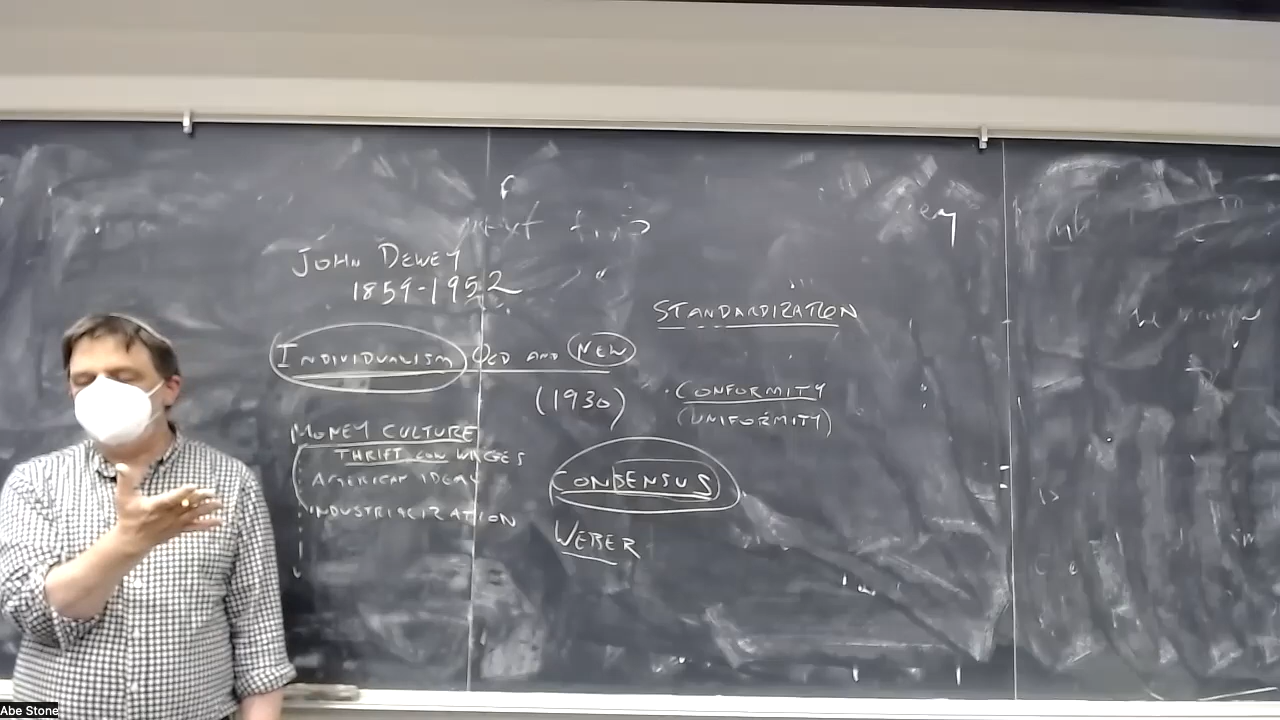 JOHN DEWEY
1859-1952
INDIVIDUALISM OLD AND NEW
(1930)
MONEY CULTURE
THRIFT WAGES
AMERICAN IDEAL
INDUSTRIALIZATION
STANDARDIZATION
CONFORMITY
(UNIFORMITY)
CONSENSUS
WEBER
Abe Stone